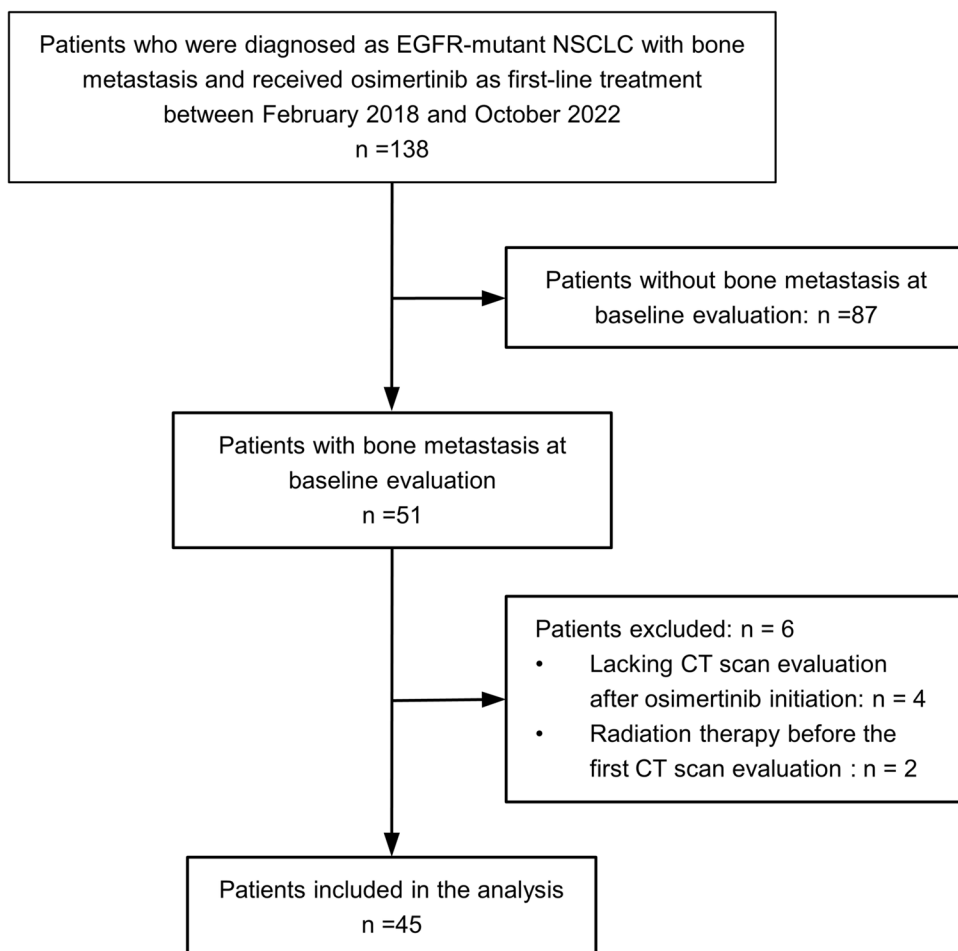 Patients who were diagnosed as EGFR-mutant NSCLC with bone
metastasis and received osimertinib as first-line treatment
between February 2018 and October 2022
n =138
Patients without bone metastasis at
baseline evaluation: n =87
Patients with bone metastasis at
baseline evaluation
n =51
Patients excluded: n = 6
• Lacking CT scan evaluation
after osimertinib initiation: n = 4
• Radiation therapy before the
first CT scan evaluation : n = 2
Patients included in the analysis
n =45